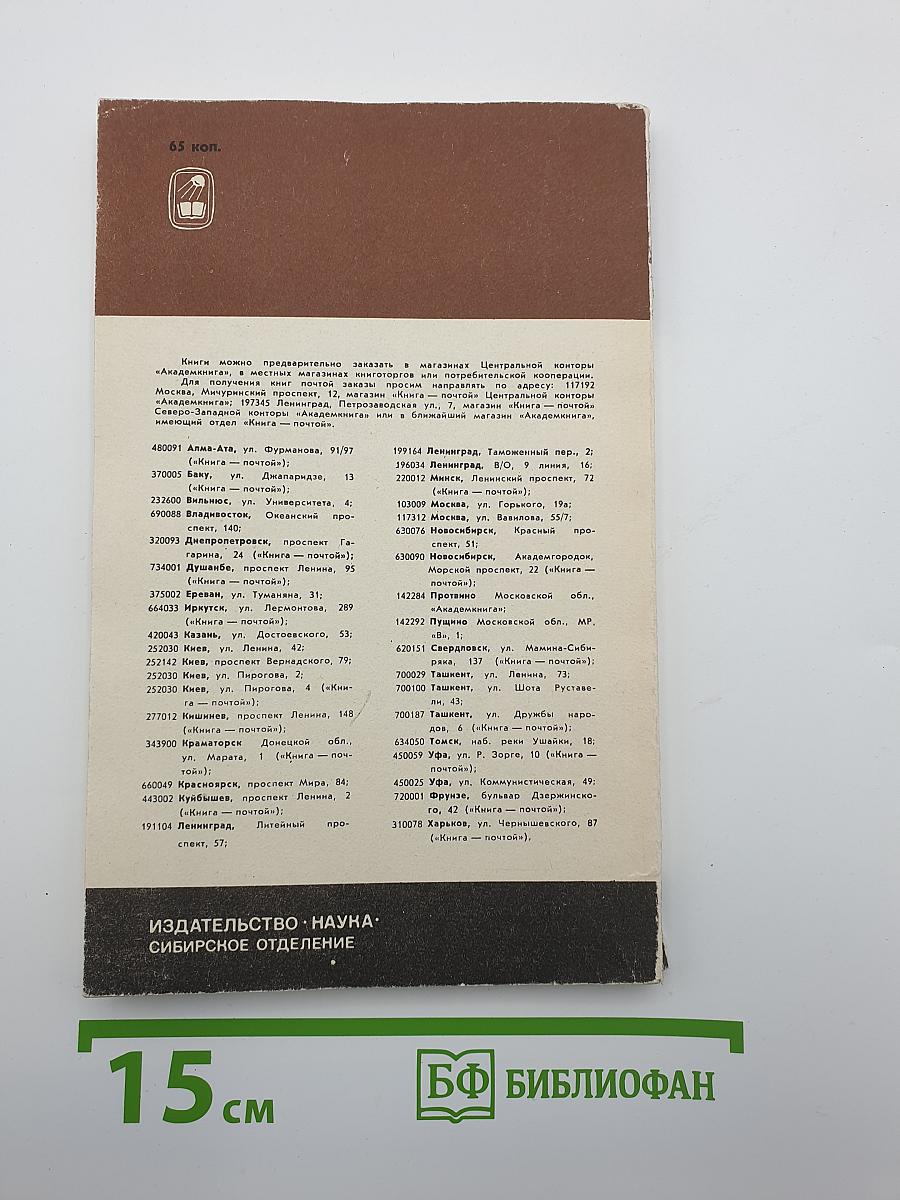 65 коп.
Книги можно предварительно заказать в магазинах Центральной конторы
«Академкнига», в местных магазинах книготоргов или потребительской кооперации.
Для получения книг почтой заказы просим направлять по адресу: 117192
Москва, Мичуринский проспект, 12, магазин «Книга — почтой» Центральной конторы
«Академкнига»; 197345 Ленинград, Петрозаводская ул., 7, магазин «Книга — почтой»
Северо-Западной конторы «Академкнига» или в ближайший магазин «Академкнига»,
имеющий отдел «Книга — почтой».
480091 Алма-Ата, ул. Фурманова, 91/97
(«Книга — почтой»);
370005 Баку, ул. Джапаридзе, 13
(«Книга — почтой»);
232600 Вильнюс, ул. Университета, 4;
690088 Владивосток, Океанский про-
спект, 140;
320093 Днепропетровск, проспект Га-
гарина, 24 («Книга — почтой»);
734001 Душанбе, проспект Ленина, 95
(«Книга — почтой»);
375002 Ереван, ул. Туманяна, 31;
664033 Иркутск, ул. Лермонтова, 289
(«Книга — почтой»);
420043 Казань, ул. Достоевского, 53;
252030 Киев, ул. Ленина, 42;
252142 Киев, проспект Вернадского, 79;
252030 Киев, ул. Пирогова, 2;
252030 Киев, ул. Пирогова, 4 («Кни-
га — почтой»);
277012 Кишинев, проспект Ленина, 148
(«Книга — почтой»);
343900 Краматорск Донецкой обл.,
ул. Марата, 1 («Книга — поч-
той»);
660049 Красноярск, проспект Мира, 84;
443002 Куйбышев, проспект Ленина, 2
(«Книга — почтой»);
191104 Ленинград, Литейный про-
спект, 57;
199164 Ленинград, Таможенный пер., 2;
196034 Ленинград, В/О, 9 линия, 16;
220012 Минск, Ленинский проспект, 72
(«Книга — почтой»);
103009 Москва, ул. Горького, 19а;
117312 Москва, ул. Вавилова, 55/7;
630076 Новосибирск, Красный про-
спект, 51;
630090 Новосибирск, Академгородок,
Морской проспект, 22 («Книга —
почтой»);
142284 Протвино Московской обл.,
«Академкнига»;
142292 Пущино Московской обл., МР,
«В», 1;
620151 Свердловск, ул. Мамина-Сиби-
ряка, 137 («Книга — почтой»);
700029 Ташкент, ул. Ленина, 73;
700100 Ташкент, ул. Шота Руставе-
ли, 43;
700187 Ташкент, ул. Дружбы наро-
дов, 6 («Книга — почтой»);
634050 Томск, наб. реки Ушайки, 18;
450059 Уфа, ул. Р. Зорге, 10 («Книга —
почтой»);
450025 Уфа, ул. Коммунистическая, 49;
720001 Фрунзе, бульвар Дзержинско-
го, 42 («Книга — почтой»);
310078 Харьков, ул. Чернышевского, 87
(«Книга — почтой»).
ИЗДАТЕЛЬСТВО · НАУКА ·
СИБИРСКОЕ ОТДЕЛЕНИЕ
15 см
БФ БИБЛИОФАН